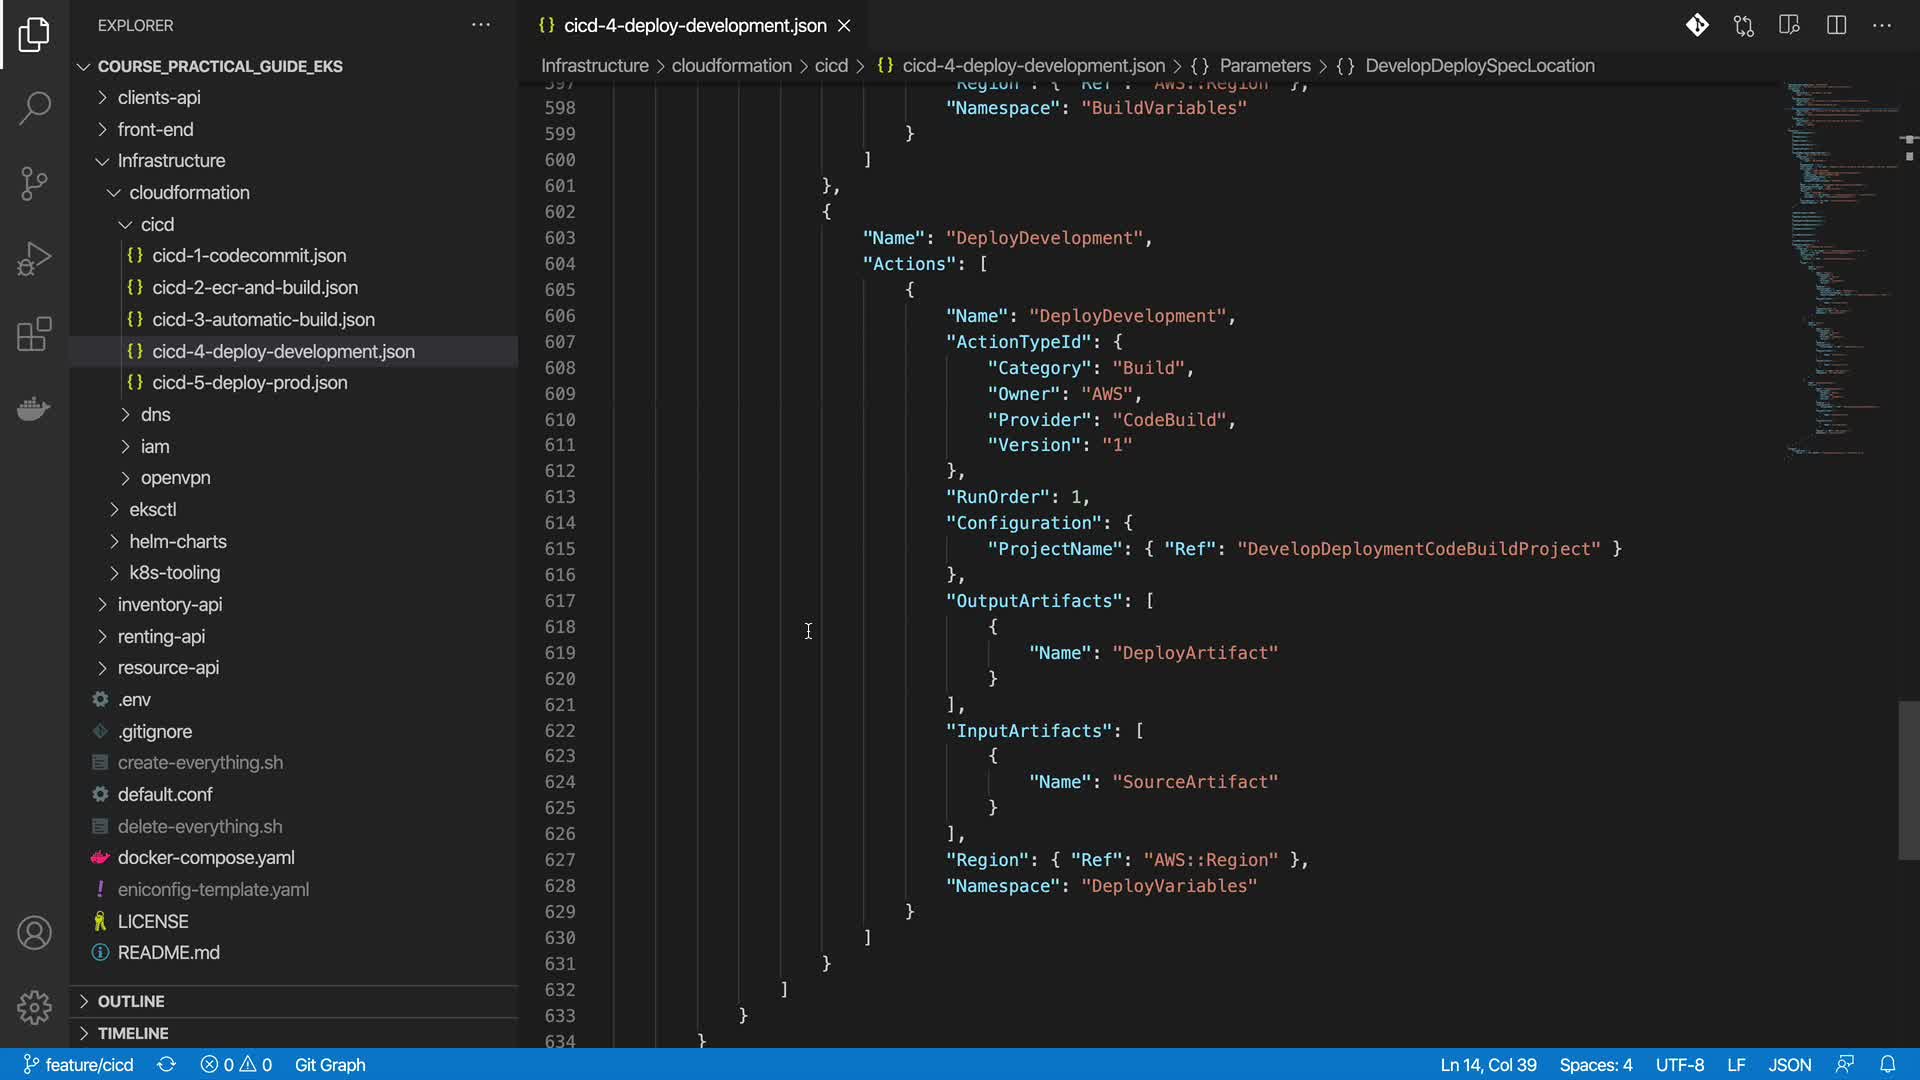 EXPLORER
COURSE_PRACTICAL_GUIDE_EKS
clients-api
front-end
Infrastructure
cloudformation
cicd
{} cicd-1-codecommit.json
{} cicd-2-ecr-and-build.json
{} cicd-3-automatic-build.json
{} cicd-4-deploy-development.json
{} cicd-5-deploy-prod.json
dns
iam
openvpn
eksctl
helm-charts
k8s-tooling
inventory-api
renting-api
resource-api
.env
.gitignore
create-everything.sh
default.conf
delete-everything.sh
docker-compose.yaml
! eniconfig-template.yaml
LICENSE
README.md
OUTLINE
TIMELINE
{} cicd-4-deploy-development.json
Infrastructure > cloudformation > cicd > {} cicd-4-deploy-development.json > {} Parameters > {} DevelopDeploySpecLocation
597 "Region": { "Ref": "AWS::Region" },
598 "Namespace": "BuildVariables"
599 }
600 ]
601 },
602 {
603 "Name": "DeployDevelopment",
604 "Actions": [
605 {
606 "Name": "DeployDevelopment",
607 "ActionTypeId": {
608 "Category": "Build",
609 "Owner": "AWS",
610 "Provider": "CodeBuild",
611 "Version": "1"
612 },
613 "RunOrder": 1,
614 "Configuration": {
615 "ProjectName": { "Ref": "DevelopDeploymentCodeBuildProject" }
616 },
617 "OutputArtifacts": [
618 {
619 "Name": "DeployArtifact"
620 }
621 ],
622 "InputArtifacts": [
623 {
624 "Name": "SourceArtifact"
625 }
626 ],
627 "Region": { "Ref": "AWS::Region" },
628 "Namespace": "DeployVariables"
629 }
630 ]
631 }
632 ]
633 }
634 }
feature/cicd 0 0 Git Graph
Ln 14, Col 39 Spaces: 4 UTF-8 LF JSON